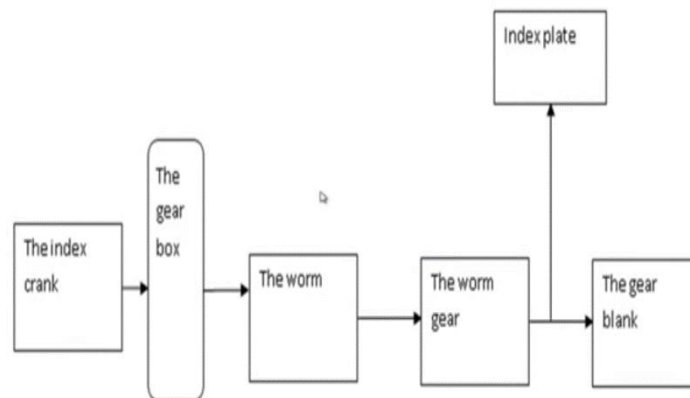 Index plate
The
gear
box
The index
crank
The worm
The worm
gear
The gear
blank